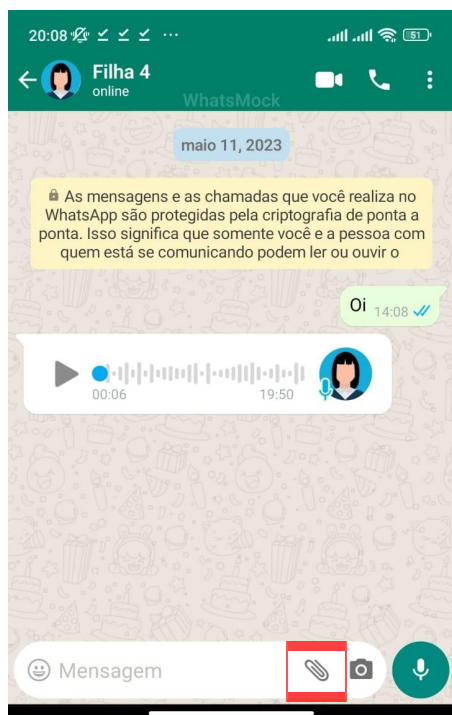 20:08
51
Filha 4
online
WhatsMock
maio 11, 2023
As mensagens e as chamadas que você realiza no
WhatsApp são protegidas pela criptografia de ponta a
ponta. Isso significa que somente você e a pessoa com
quem está se comunicando podem ler ou ouvir o
Oi 14:08
00:06 19:50
Mensagem